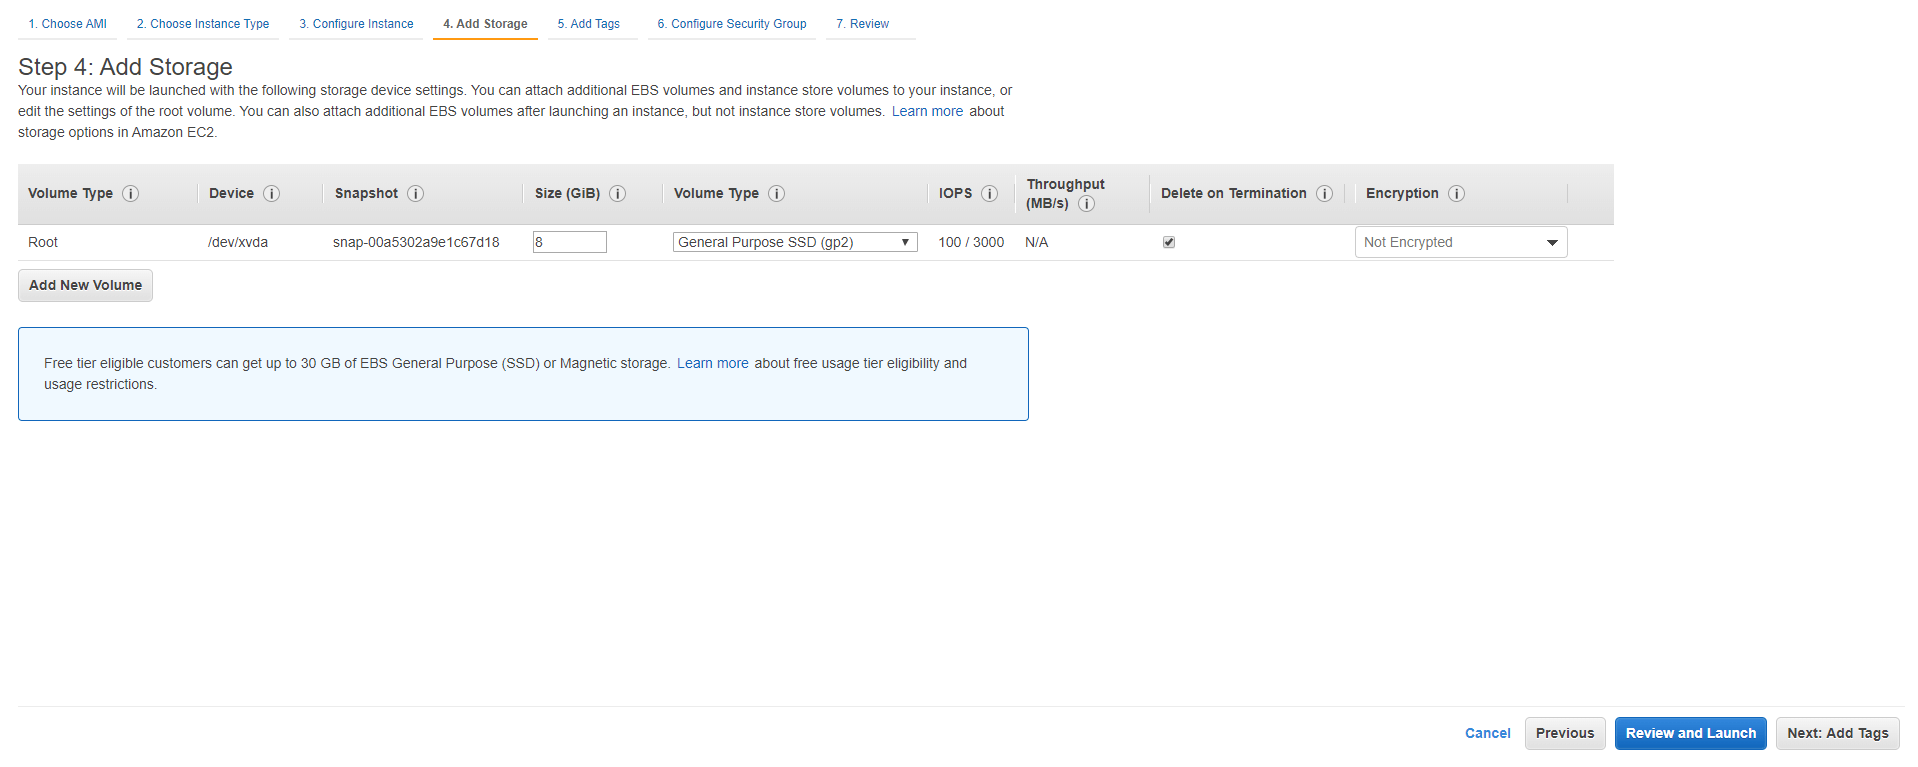 1. Choose AMI 2. Choose Instance Type 3. Configure Instance 4. Add Storage 5. Add Tags 6. Configure Security Group 7. Review
Step 4: Add Storage
Your instance will be launched with the following storage device settings. You can attach additional EBS volumes and instance store volumes to your instance, or
edit the settings of the root volume. You can also attach additional EBS volumes after launching an instance, but not instance store volumes. Learn more about
storage options in Amazon EC2.
Volume Type i Device i Snapshot i Size (GiB) i Volume Type i IOPS i Throughput (MB/s) i Delete on Termination i Encryption i
Root /dev/xvda snap-00a5302a9e1c67d18 8 General Purpose SSD (gp2) 100 / 3000 N/A Not Encrypted
Add New Volume
Free tier eligible customers can get up to 30 GB of EBS General Purpose (SSD) or Magnetic storage. Learn more about free usage tier eligibility and
usage restrictions.
Cancel Previous Review and Launch Next: Add Tags